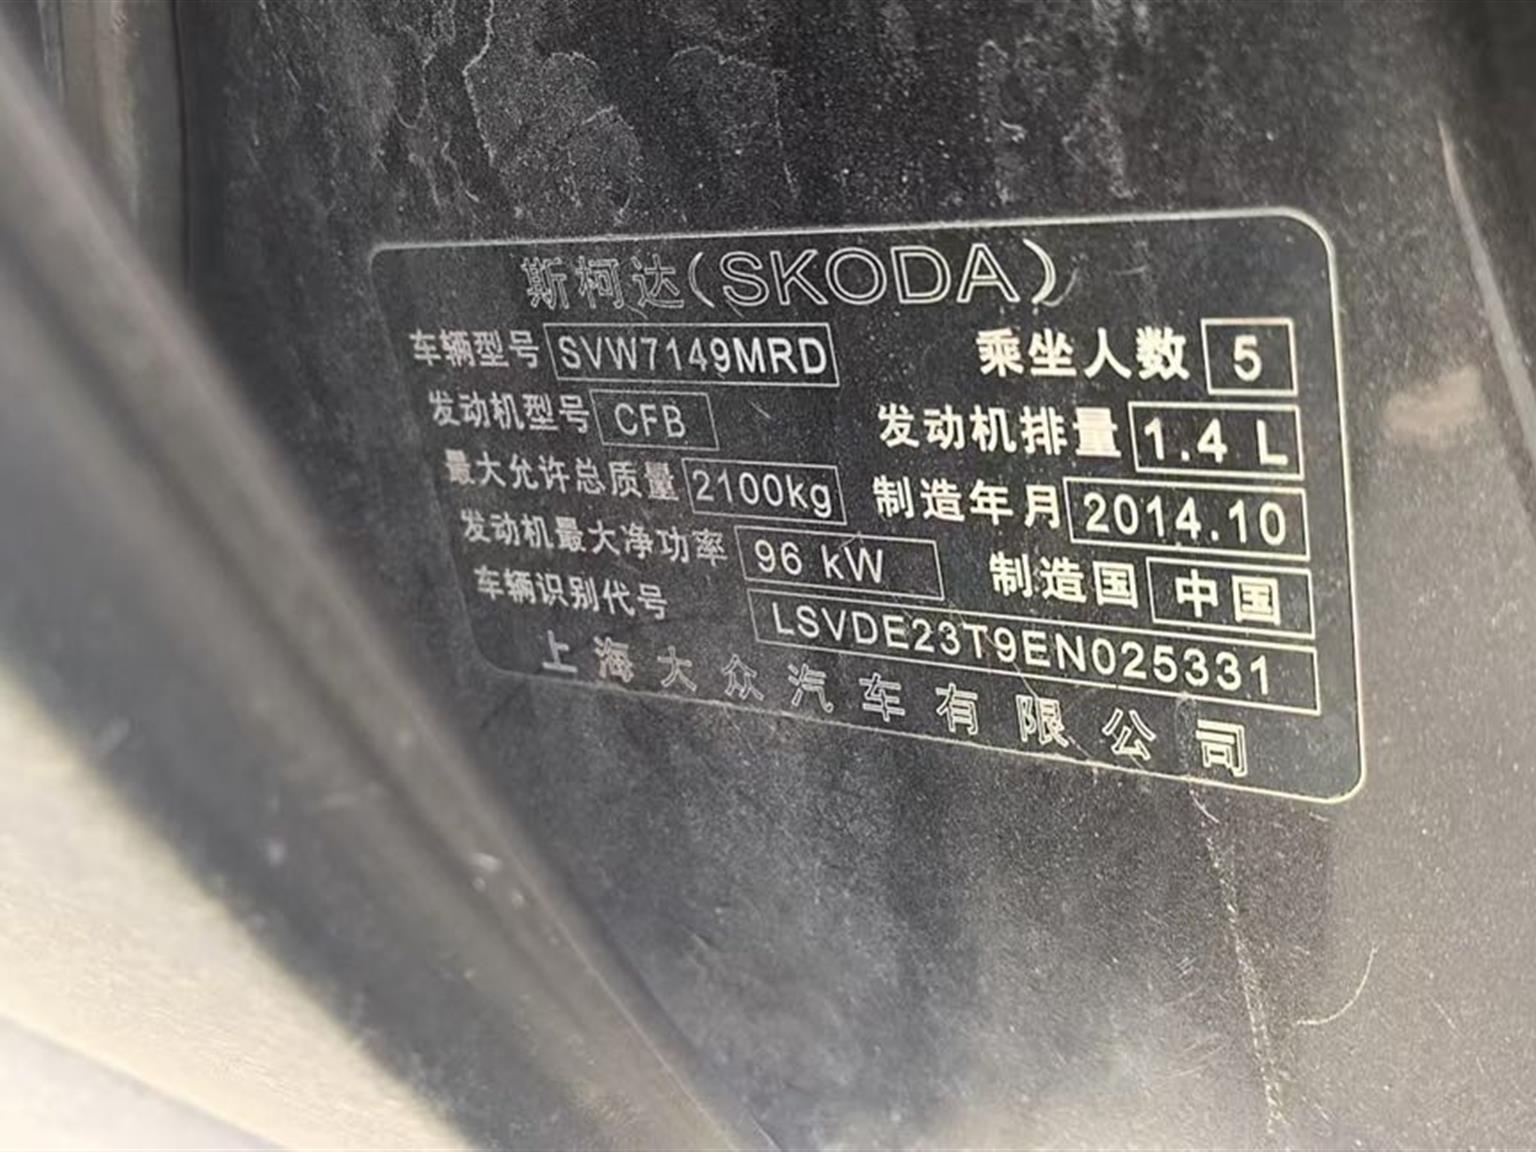 斯柯达(SKODA)
车辆型号 SVW7149MRD 乘坐人数 5
发动机型号 CFB 发动机排量 1.4 L
最大允许总质量 2100kg 制造年月 2014.10
发动机最大净功率 96 kW 制造国 中国
车辆识别代号 LSVDE23T9EN025331
上海大众汽车有限公司